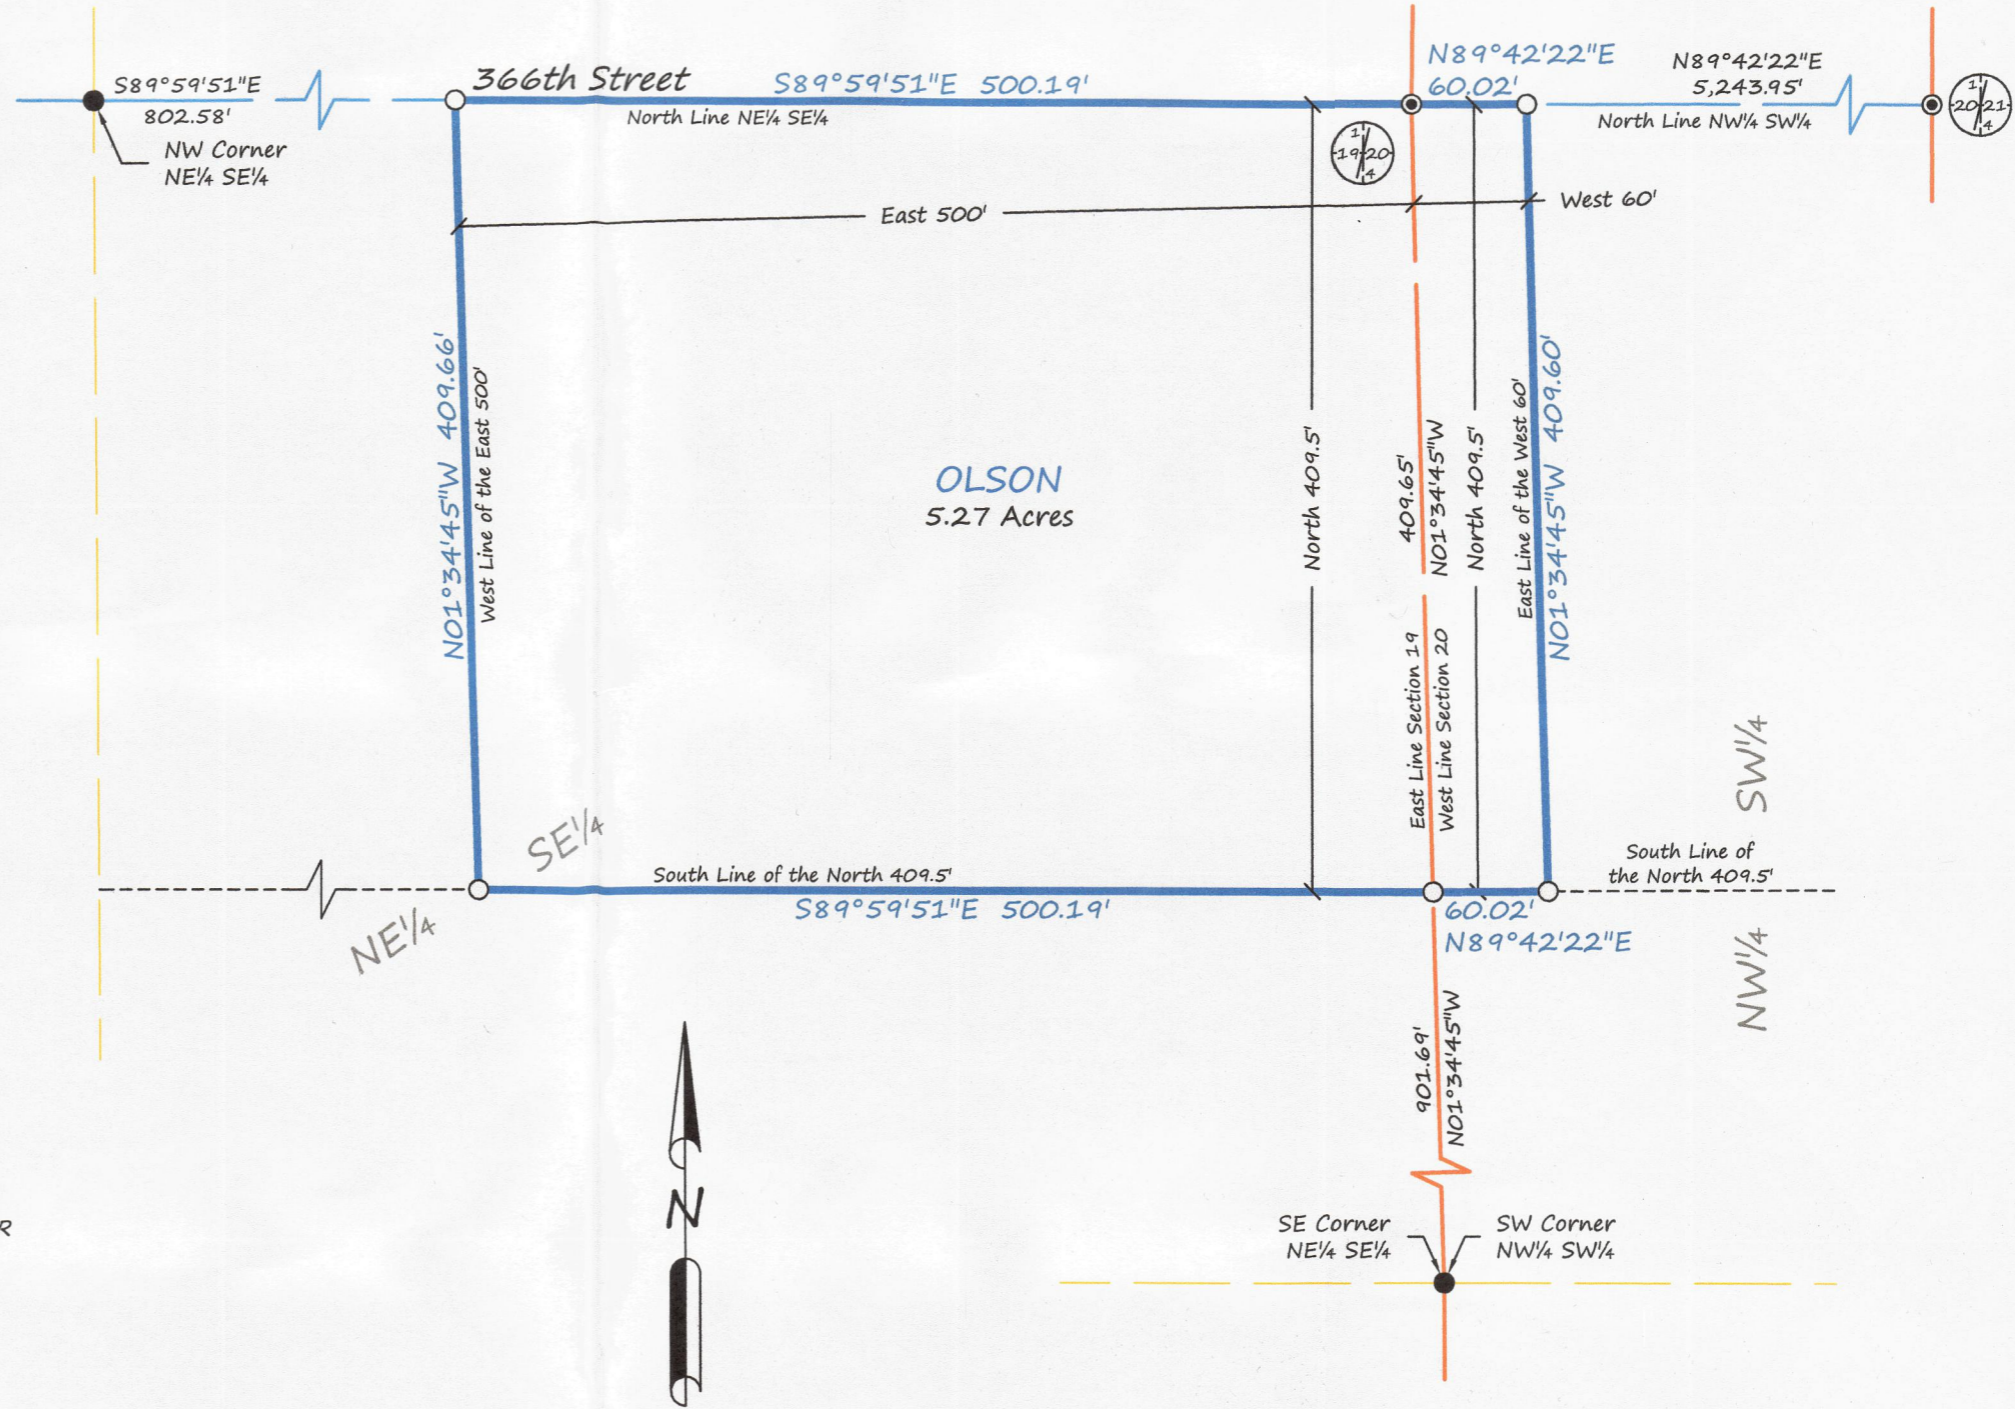 S89°59'51"E
802.58'
NW Corner
NE¼ SE¼
366th Street
S89°59'51"E 500.19'
North Line NE¼ SE¼
N89°42'22"E
60.02'
N89°42'22"E
5,243.95'
North Line NW¼ SW¼
1
19 20
4
1
20 21
4
East 500'
West 60'
N01°34'45"W 409.66'
West Line of the East 500'
OLSON
5.27 Acres
North 409.5'
409.65'
N01°34'45"W
North 409.5'
East Line of the West 60'
N01°34'45"W 409.60'
East Line Section 19
West Line Section 20
SE¼
NE¼
South Line of the North 409.5'
S89°59'51"E 500.19'
60.02'
N89°42'22"E
South Line of
the North 409.5'
SW¼
NW¼
901.69'
N01°34'45"W
N
R
SE Corner
NE¼ SE¼
SW Corner
NW¼ SW¼